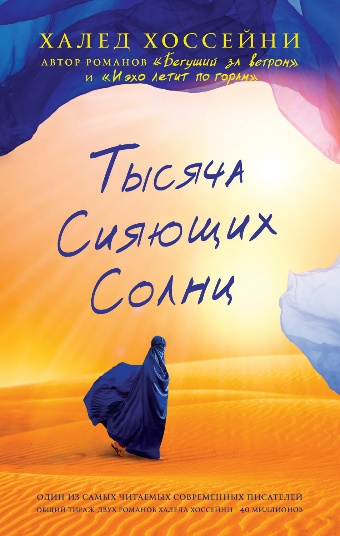 ХАЛЕД ХОССЕЙНИ
АВТОР РОМАНОВ «Бегущий за ветром»
И «И эхо летит по горам»
Тысяча
Сияющих
Солнц
ОДИН ИЗ САМЫХ ЧИТАЕМЫХ СОВРЕМЕННЫХ ПИСАТЕЛЕЙ
ОБЩИЙ ТИРАЖ ДВУХ РОМАНОВ ХАЛЕДА ХОССЕЙНИ 40 МИЛЛИОНОВ